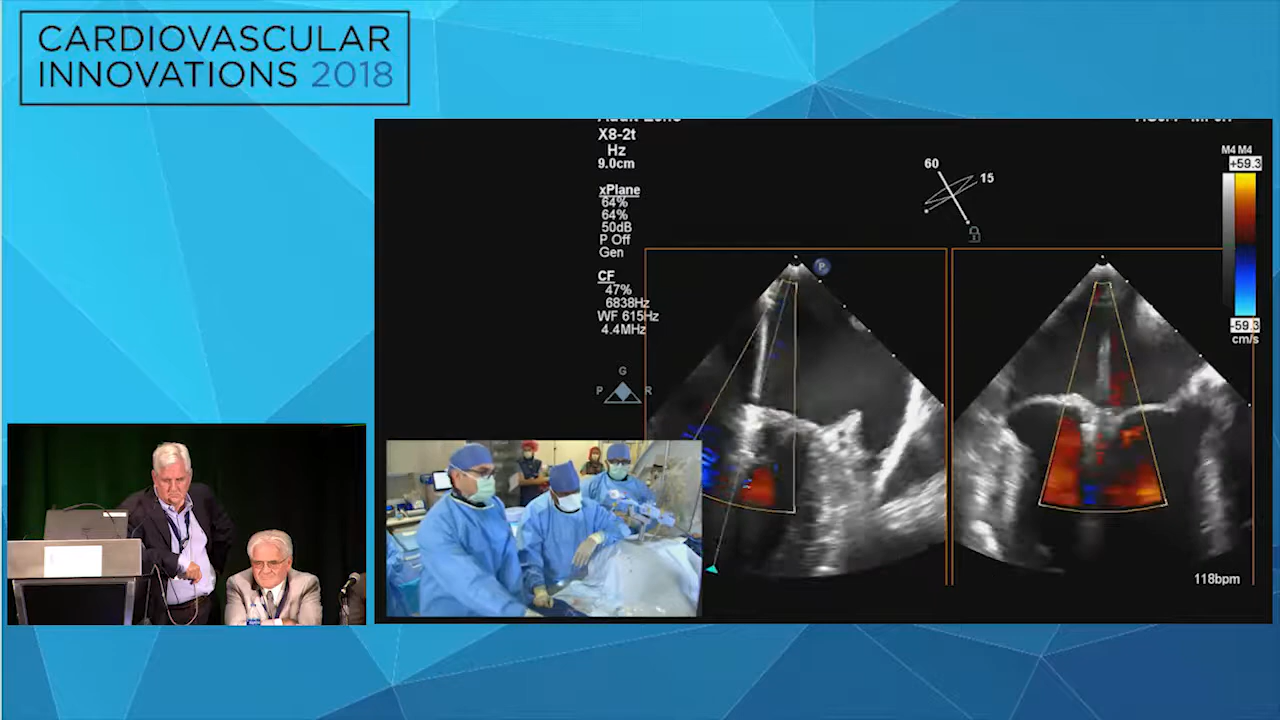 CARDIOVASCULAR
INNOVATIONS 2018
X8-2t
Hz
9.0cm
xPlane
64%
64%
50dB
P Off
Gen
CF
47%
6838Hz
WF 615Hz
4.4MHz
G
P R
60
15
P
M4 M4
+59.3
-59.3
cm/s
118bpm